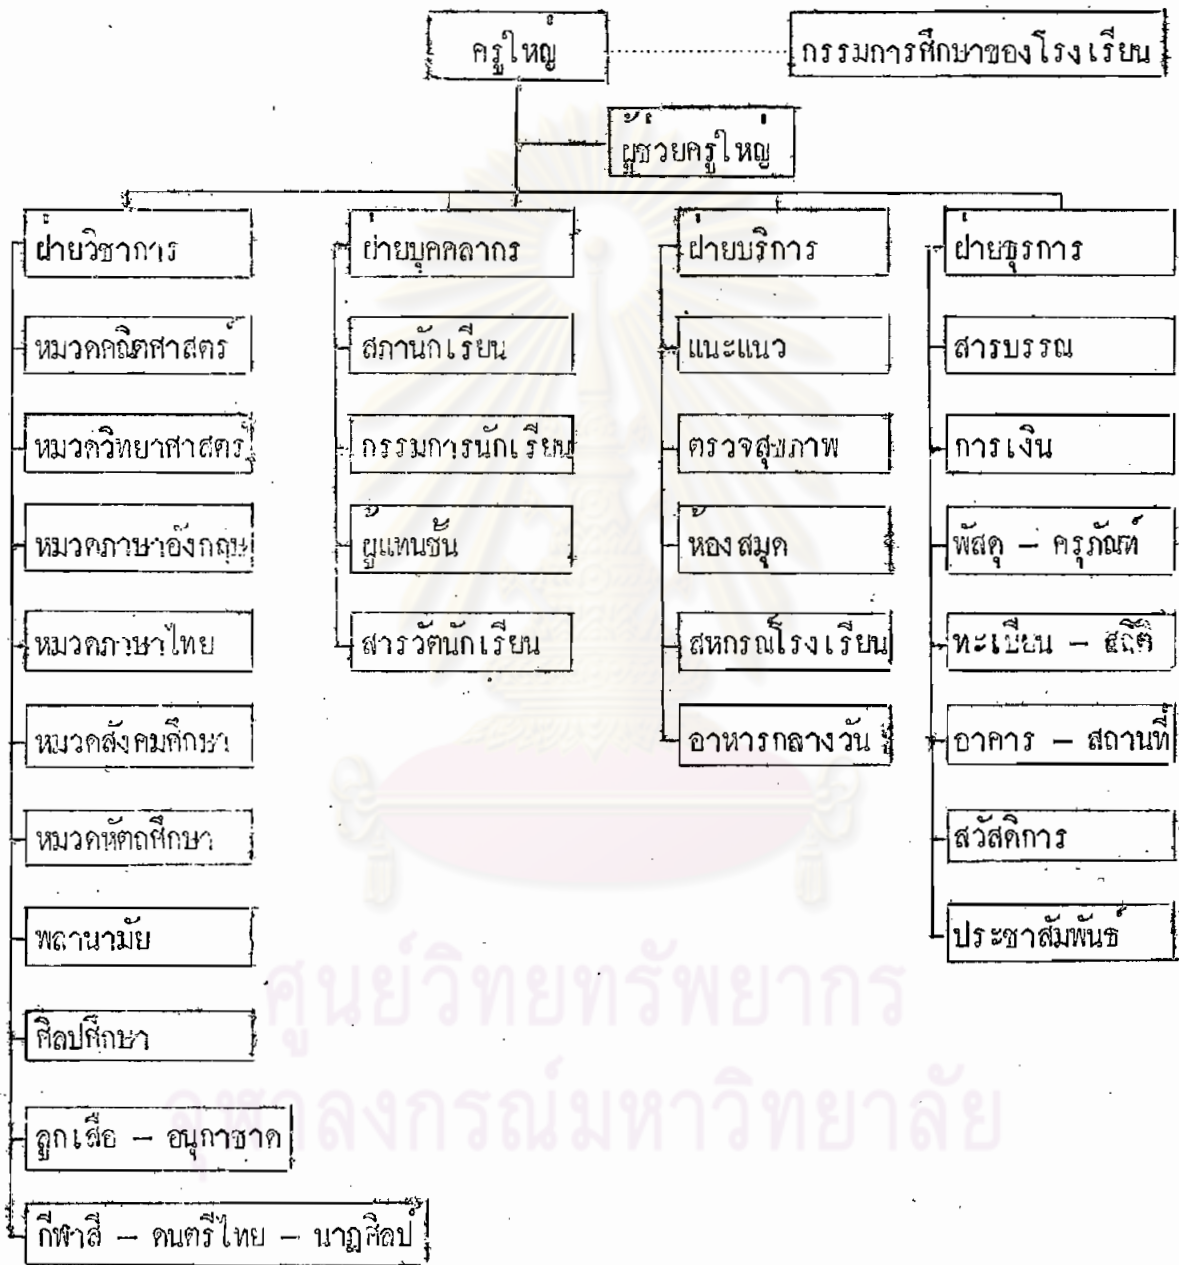 ครูใหญ่
กรรมการศึกษาของโรงเรียน
ผู้ช่วยครูใหญ่
ฝ่ายวิชาการ
หมวดคณิตศาสตร์
หมวดวิทยาศาสตร์
หมวดภาษาอังกฤษ
หมวดภาษาไทย
หมวดสังคมศึกษา
หมวดหัตถศึกษา
พลานามัย
ศิลปศึกษา
ลูกเสือ – อนุกาชาด
กีฬาสี – ดนตรีไทย – นาฏศิลป์
ฝ่ายบุคคลากร
สภานักเรียน
กรรมการนักเรียน
ผู้แทนชั้น
สารวัตนักเรียน
ฝ่ายบริการ
แนะแนว
ตรวจสุขภาพ
ห้องสมุด
สหกรณ์โรงเรียน
อาหารกลางวัน
ฝ่ายธุรการ
สารบรรณ
การเงิน
พัสดุ – ครุภัณฑ์
ทะเบียน – สถิติ
อาคาร – สถานที่
สวัสดิการ
ประชาสัมพันธ์
ศูนย์วิทยทรัพยากร
จุฬาลงกรณ์มหาวิทยาลัย